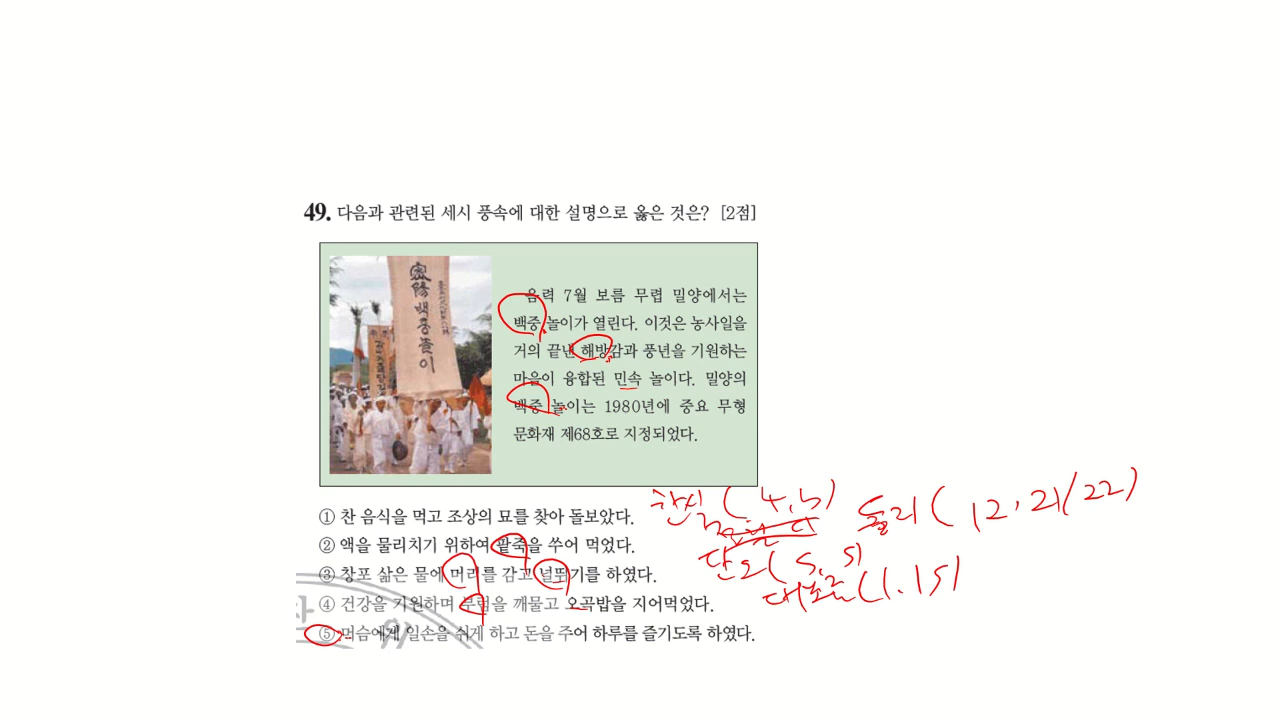 49. 다음과 관련된 세시 풍속에 대한 설명으로 옳은 것은? [2점]
密陽백중놀이
음력 7월 보름 무렵 밀양에서는
백중 놀이가 열린다. 이것은 농사일을
거의 끝낸 해방감과 풍년을 기원하는
마음이 융합된 민속 놀이다. 밀양의
백중 놀이는 1980년에 중요 무형
문화재 제68호로 지정되었다.
① 찬 음식을 먹고 조상의 묘를 찾아 돌보았다.
② 액을 물리치기 위하여 팥죽을 쑤어 먹었다.
③ 창포 삶은 물에 머리를 감고 널뛰기를 하였다.
④ 건강을 기원하며 부럼을 깨물고 오곡밥을 지어먹었다.
⑤ 머슴에게 일손을 쉬게 하고 돈을 주어 하루를 즐기도록 하였다.
한식 ( 4, 5)
동지 ( 12, 21/22)
단오( 5, 5)
대보름(1.15)